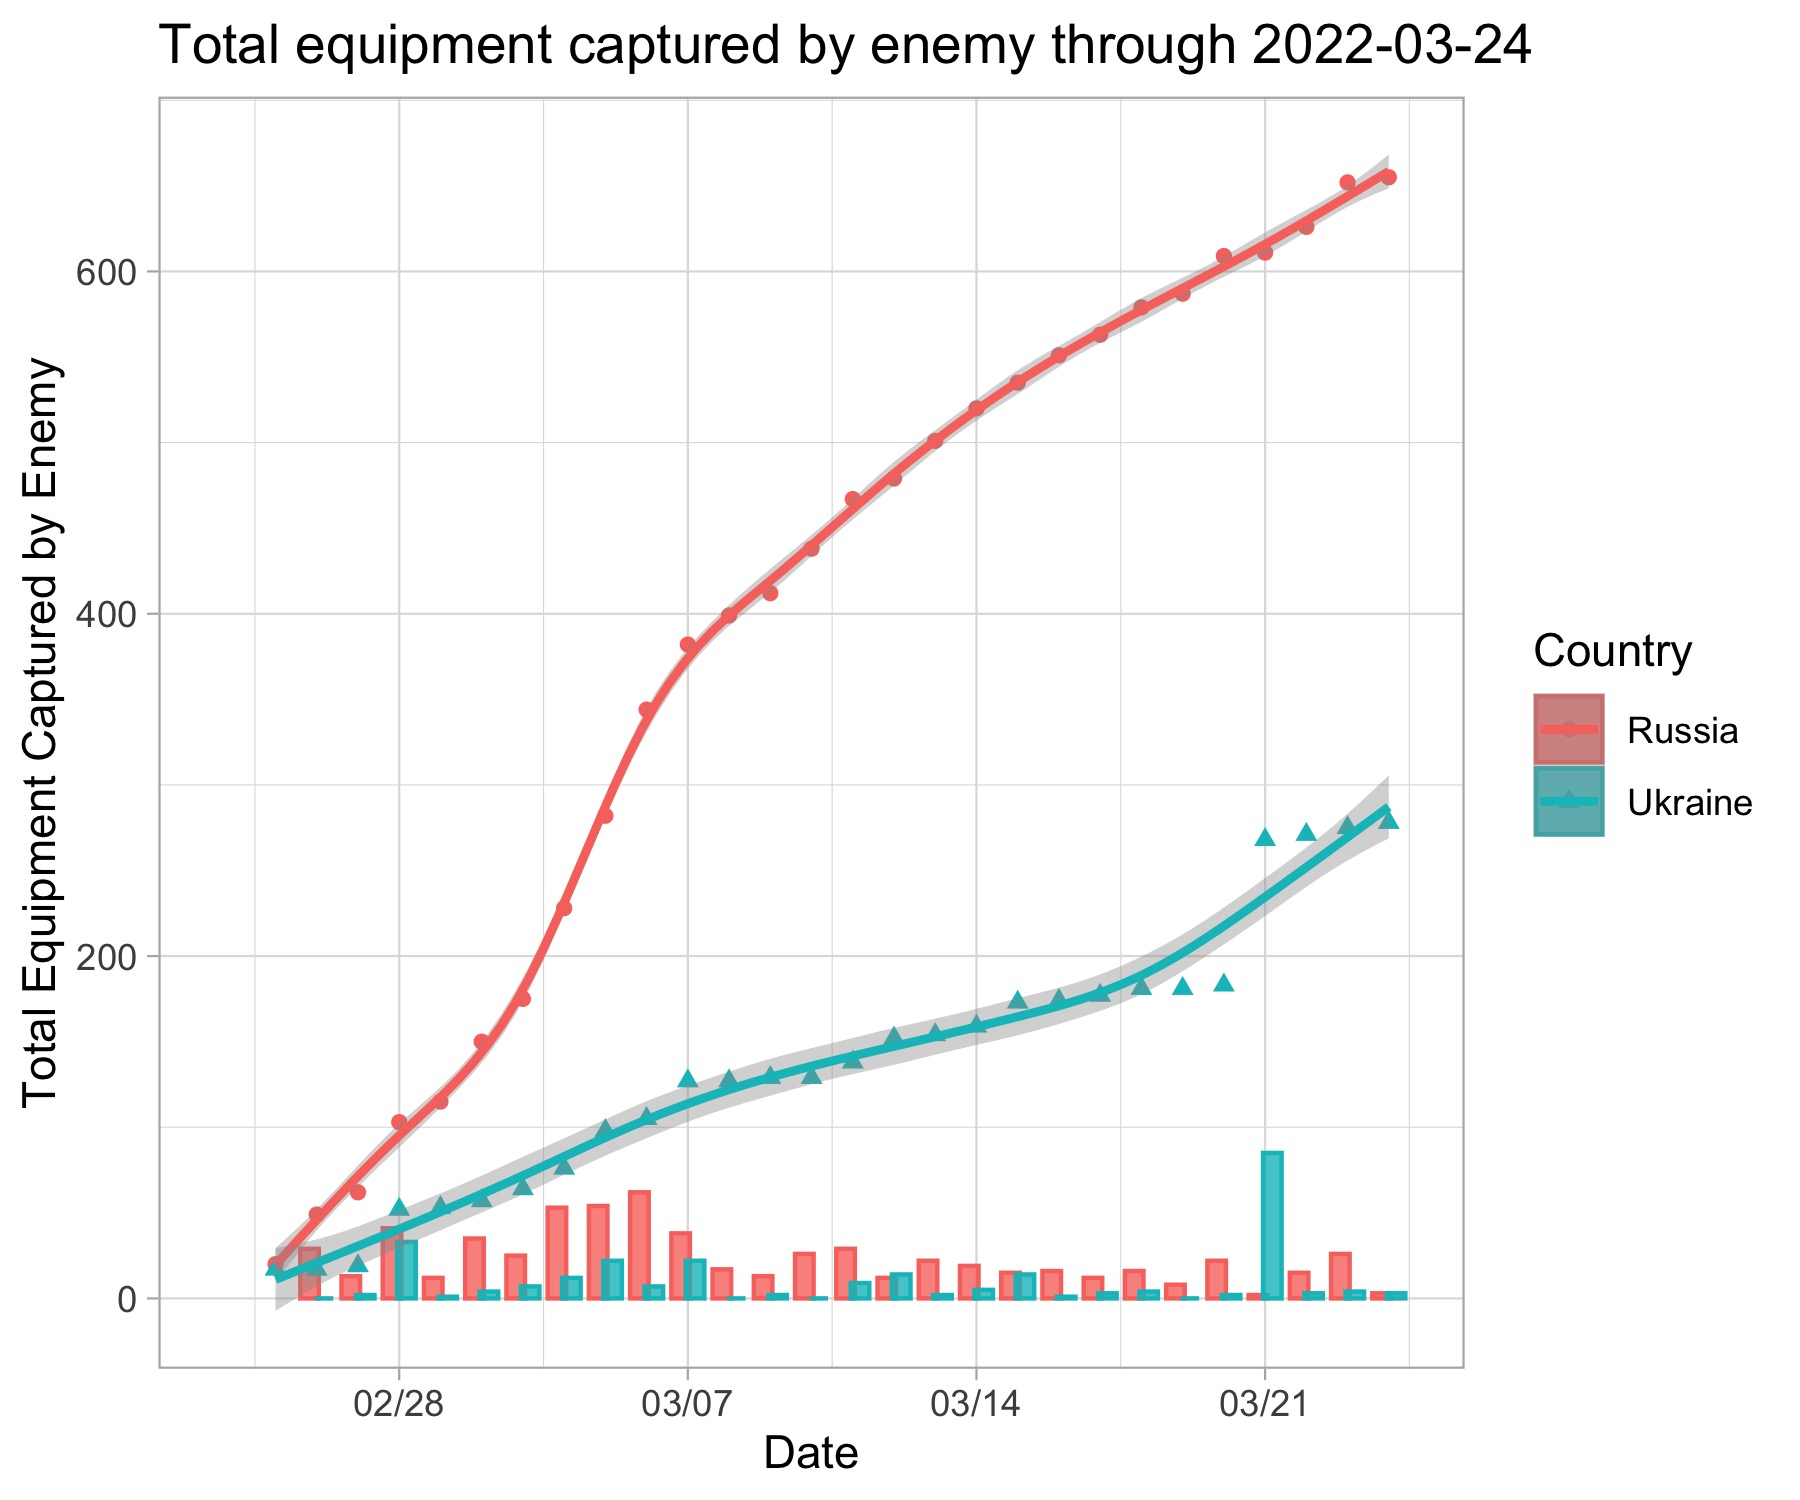 Total equipment captured by enemy through 2022-03-24
Total Equipment Captured by Enemy
600
400
200
0
02/28
03/07
03/14
03/21
Date
Country
Russia
Ukraine